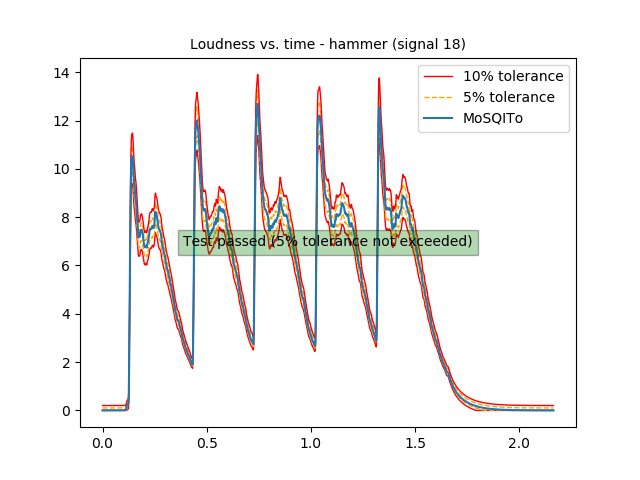 Loudness vs. time - hammer (signal 18)
10% tolerance
5% tolerance
MoSQITo
Test passed (5% tolerance not exceeded)
14
12
10
8
6
4
2
0
0.0 0.5 1.0 1.5 2.0